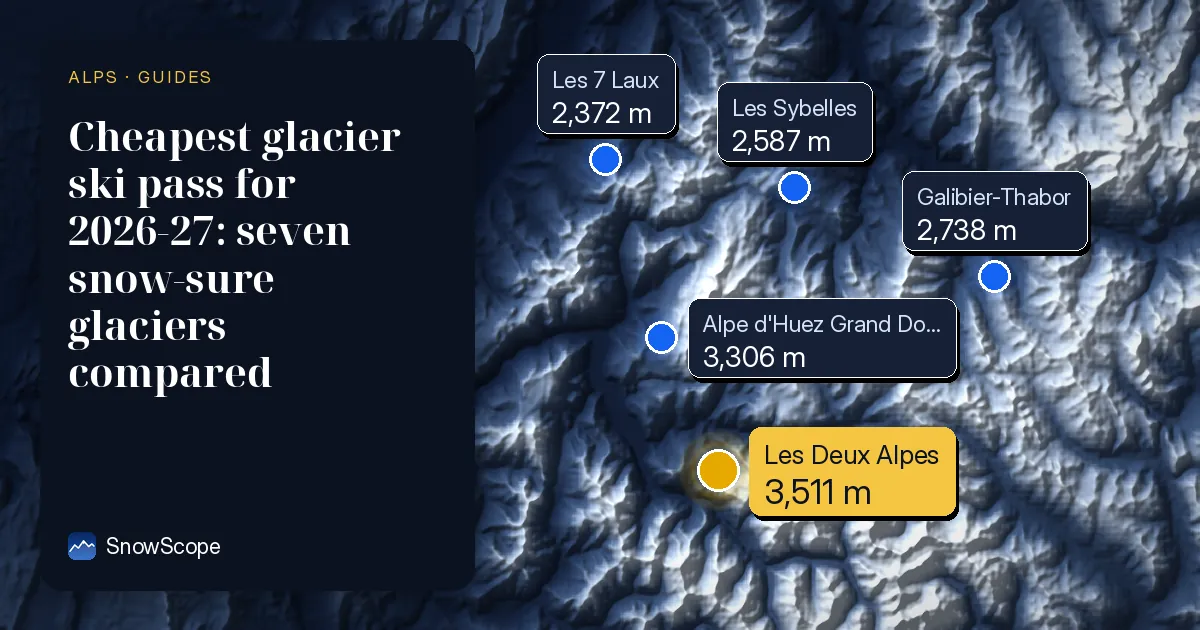 ALPS · GUIDES
Cheapest glacier
ski pass for
2026-27: seven
snow-sure
glaciers
compared
SnowScope
Les 7 Laux
2,372 m
Les Sybelles
2,587 m
Galibier-Thabor
2,738 m
Alpe d'Huez Grand Do...
3,306 m
Les Deux Alpes
3,511 m